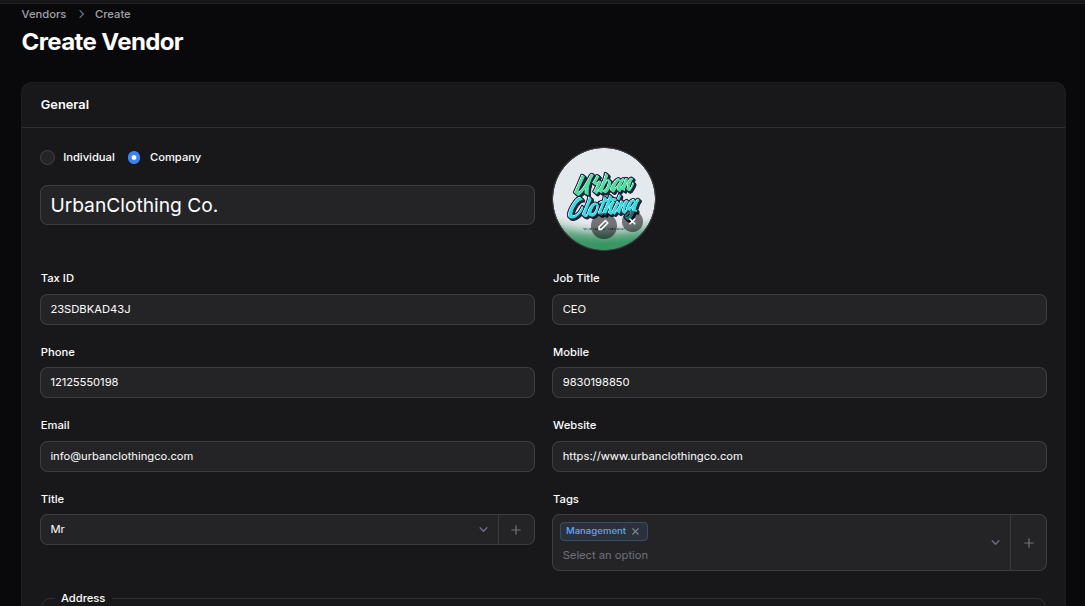 Vendors > Create
Create Vendor
General
Individual Company
UrbanClothing Co.
Urban
Clothing
Tax ID
23SDBKAD43J
Job Title
CEO
Phone
12125550198
Mobile
9830198850
Email
info@urbanclothingco.com
Website
https://www.urbanclothingco.com
Title
Mr
Tags
Management
Select an option
Address